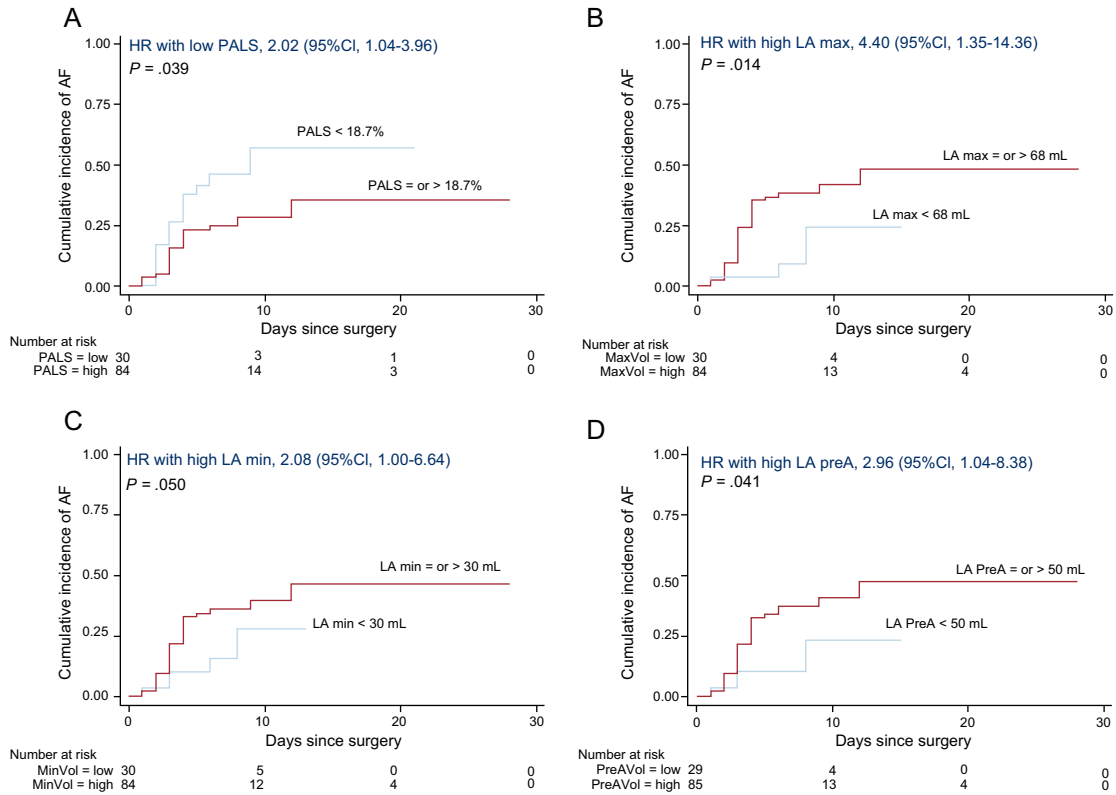 A
HR with low PALS, 2.02 (95%CI, 1.04-3.96)
P = .039
Cumulative incidence of AF
1.00
0.75
0.50
0.25
0.00
PALS < 18.7%
PALS = or > 18.7%
0 10 20 30
Days since surgery
Number at risk
PALS = low 30 3 1 0
PALS = high 84 14 3 0
B
HR with high LA max, 4.40 (95%CI, 1.35-14.36)
P = .014
Cumulative incidence of AF
1.00
0.75
0.50
0.25
0.00
LA max = or > 68 mL
LA max < 68 mL
0 10 20 30
Days since surgery
Number at risk
MaxVol = low 30 4 0 0
MaxVol = high 84 13 4 0
C
HR with high LA min, 2.08 (95%CI, 1.00-6.64)
P = .050
Cumulative incidence of AF
1.00
0.75
0.50
0.25
0.00
LA min = or > 30 mL
LA min < 30 mL
0 10 20 30
Days since surgery
Number at risk
MinVol = low 30 5 0 0
MinVol = high 84 12 4 0
D
HR with high LA preA, 2.96 (95%CI, 1.04-8.38)
P = .041
Cumulative incidence of AF
1.00
0.75
0.50
0.25
0.00
LA PreA = or > 50 mL
LA PreA < 50 mL
0 10 20 30
Days since surgery
Number at risk
PreAVol = low 29 4 0 0
PreAVol = high 85 13 4 0